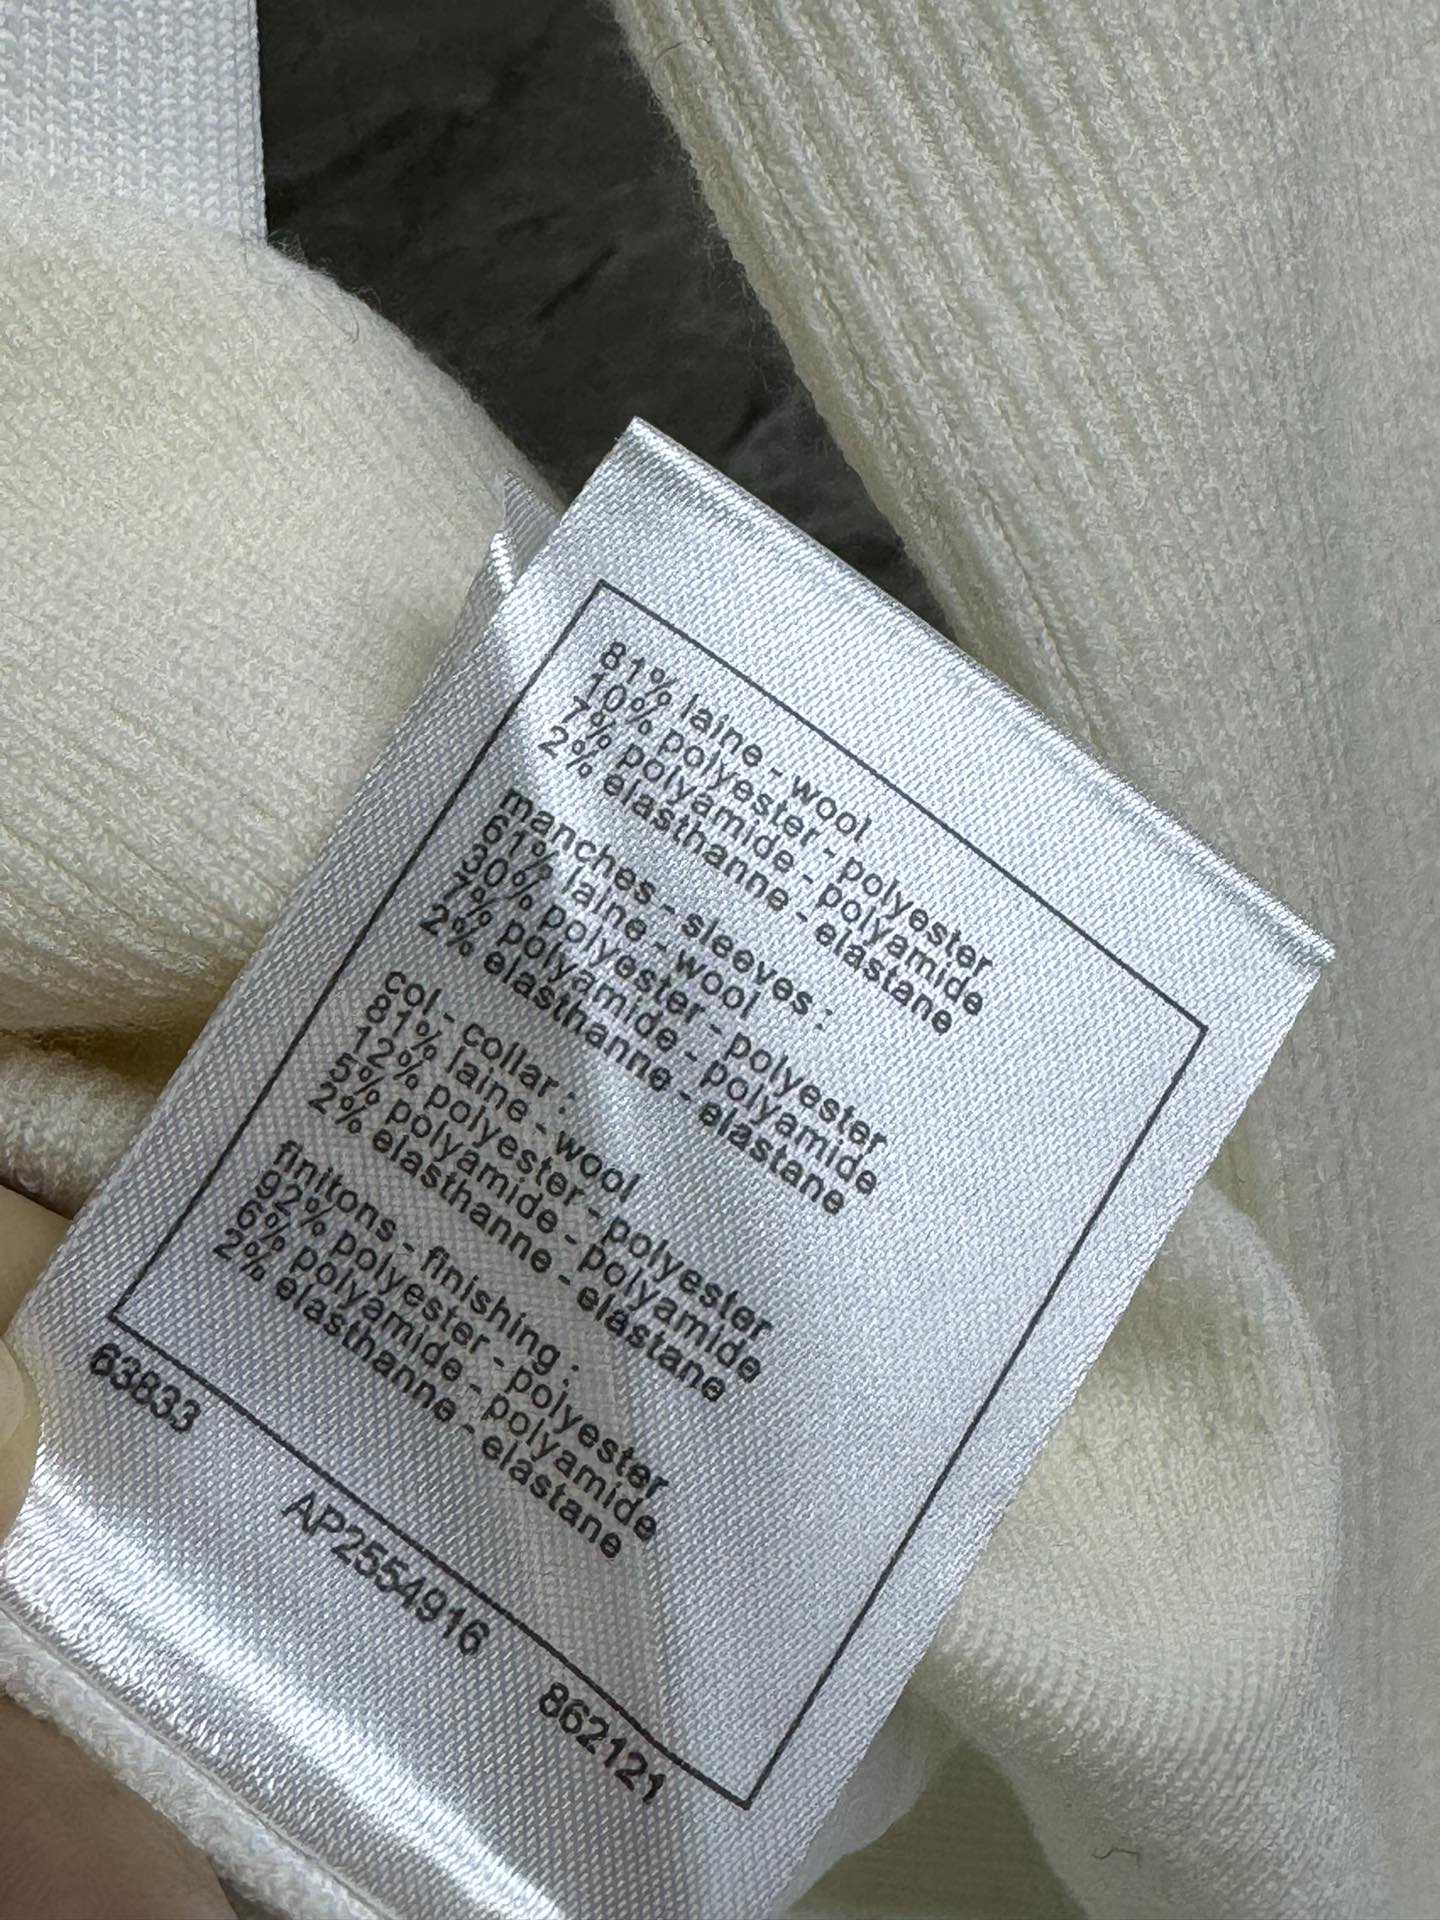 81% laine - wool
10% polyester - polyester
7% polyamide - polyamide
2% elasthanne - elastane
manches - sleeves :
61% laine - wool
30% polyester - polyester
7% polyamide - polyamide
2% elasthanne - elastane
col - collar :
81% laine - wool
12% polyester - polyester
5% polyamide - polyamide
2% elasthanne - elastane
finitons - finishing :
92% polyester - polyester
6% polyamide - polyamide
2% elasthanne - elastane
63833
AP2554916
862121